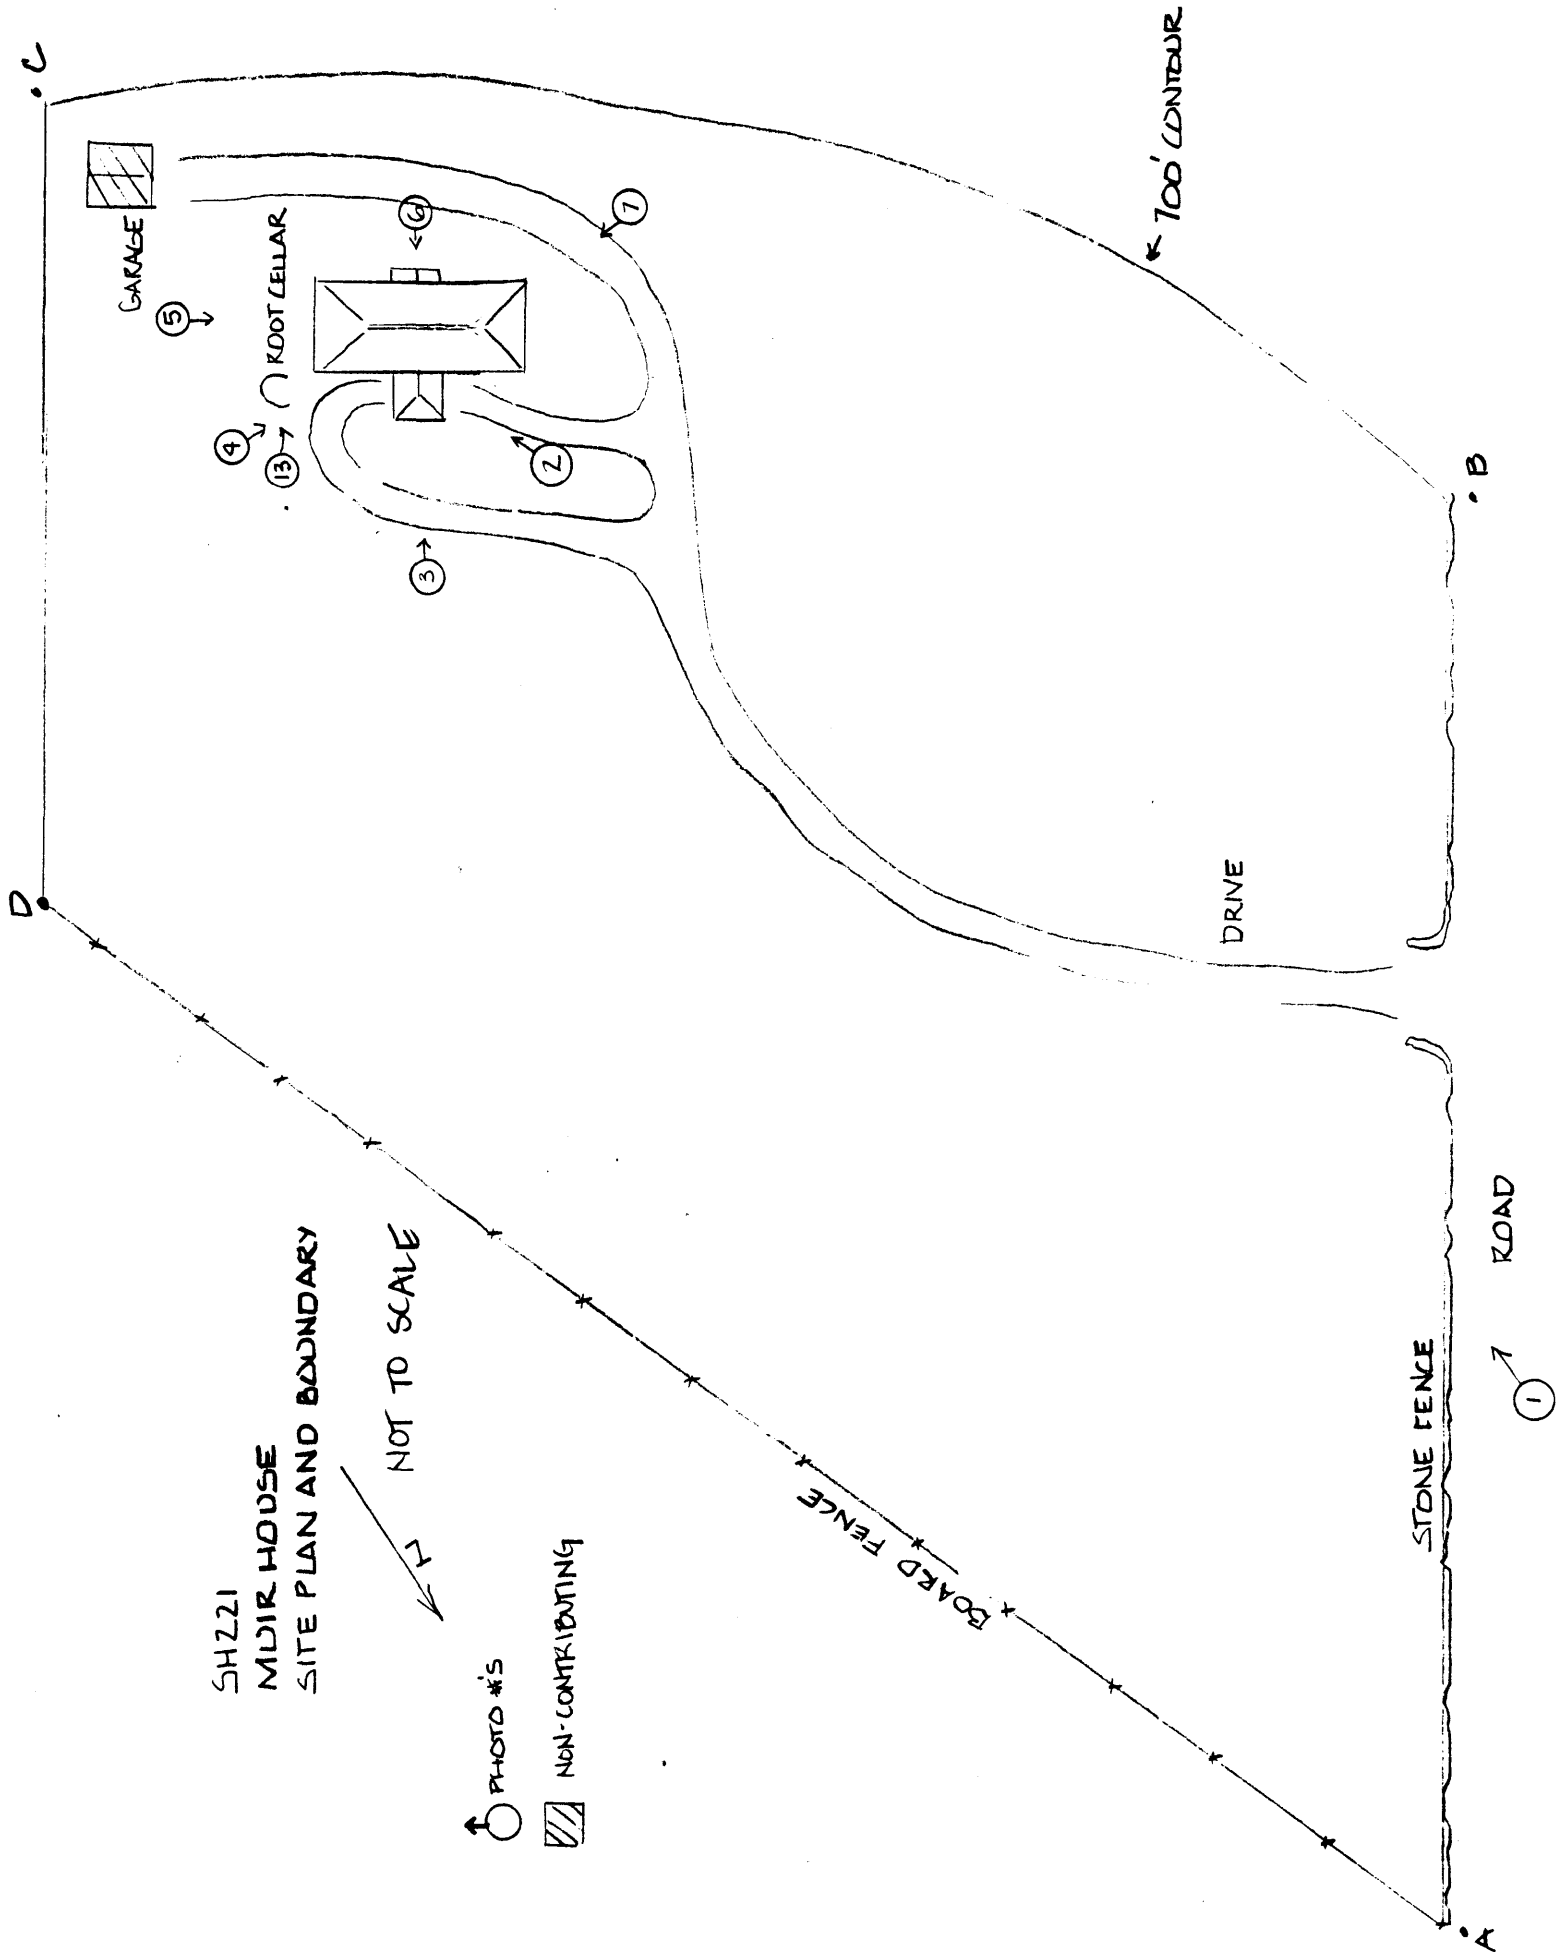 SH221
MUIR HOUSE
SITE PLAN AND BOUNDARY
NOT TO SCALE
PHOTO #'S
NON-CONTRIBUTING
D
C
GARAGE
5
ROOT CELLAR
4
13
6
7
2
3
700' CONTOUR
B
DRIVE
BOARD FENCE
STONE FENCE
ROAD
1
A